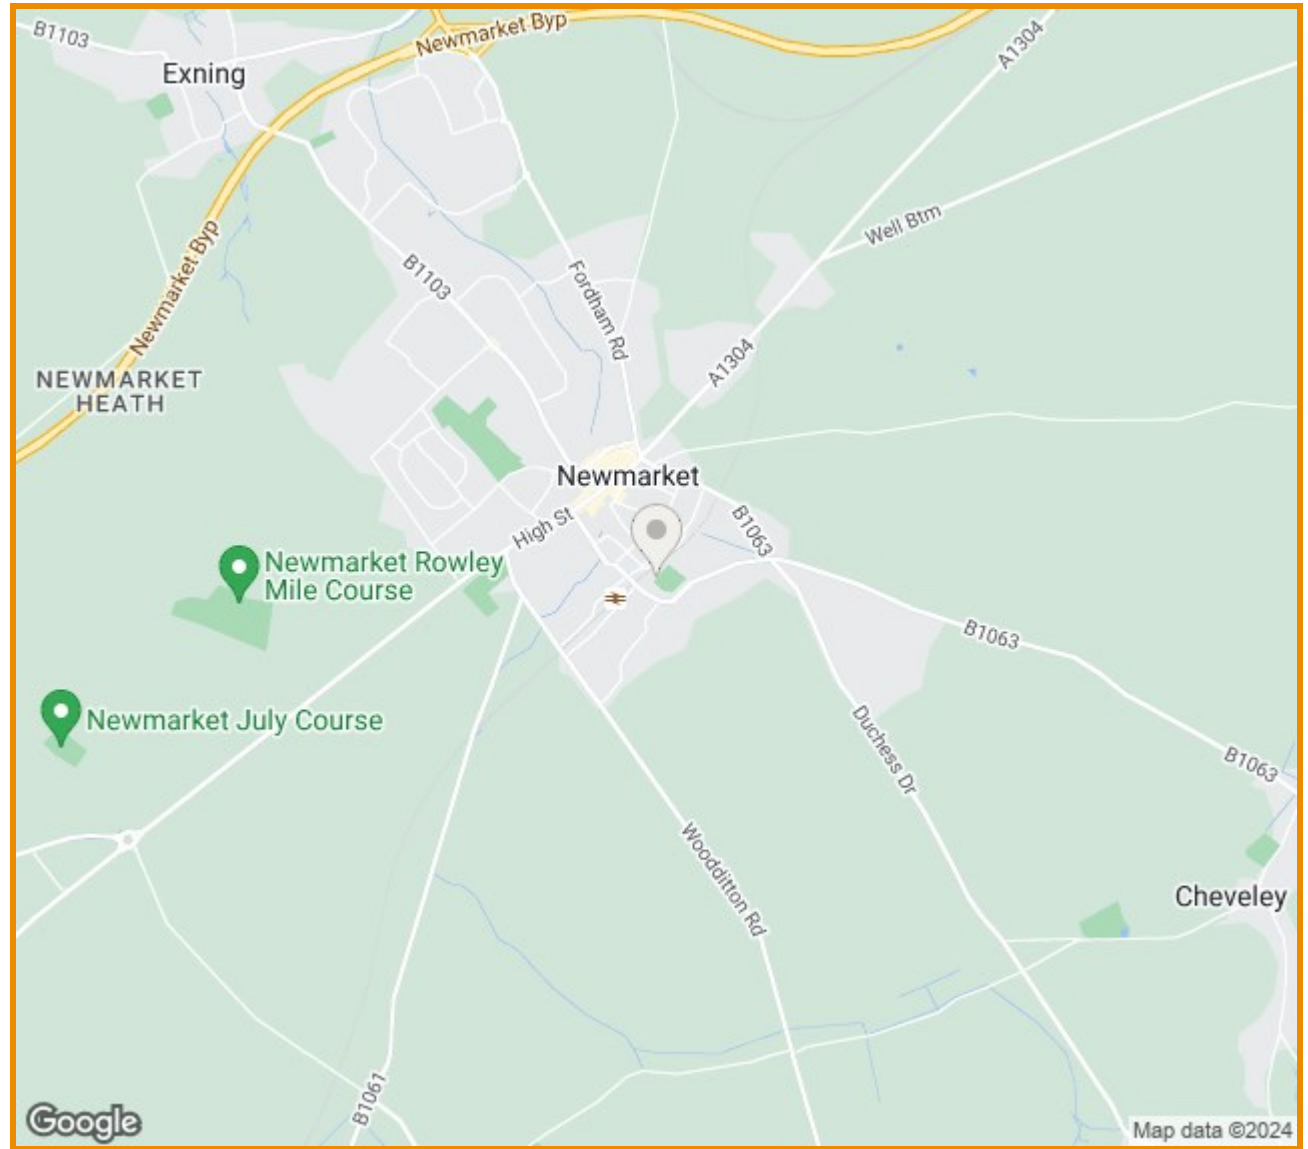 B1103
Newmarket Byp
A1304
Exning
Well Btm
Newmarket Byp
B1103
Fordham Rd
A1304
NEWMARKET
HEATH
Newmarket
High St
B1063
Newmarket Rowley
Mile Course
B1063
Newmarket July Course
Duchess Dr
B1063
Woodditton Rd
Cheveley
B1061
Google
Map data ©2024